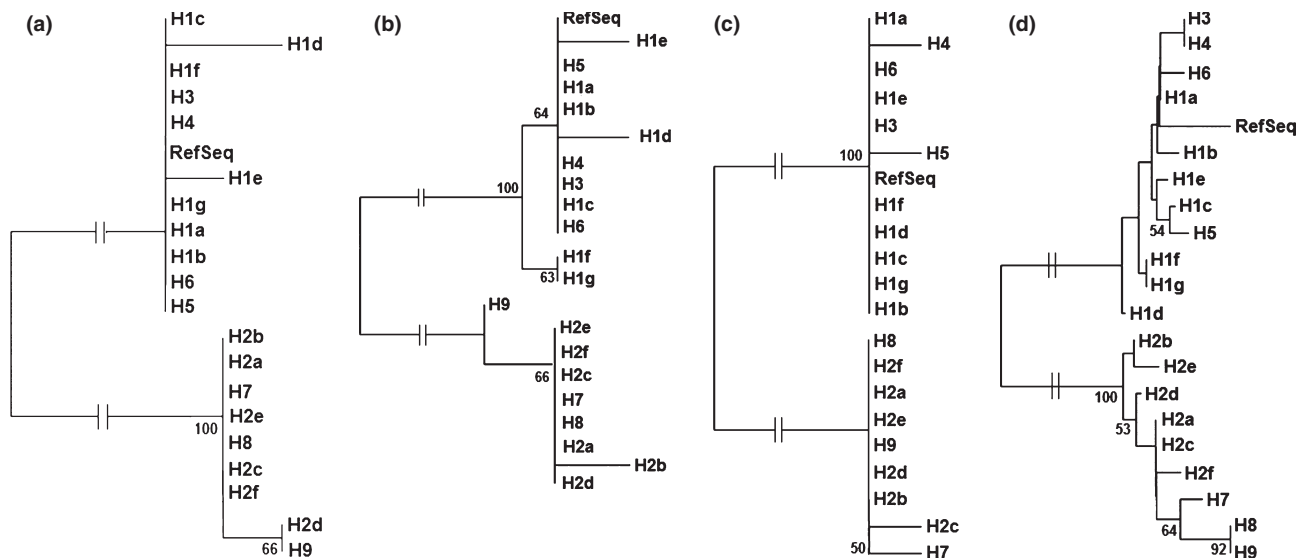 (a)
H1c
H1d
H1f
H3
H4
RefSeq
H1e
H1g
H1a
H1b
H6
H5
H2b
H2a
H7
H2e
100
H8
H2c
H2f
H2d
66
H9
(b)
RefSeq
H1e
H5
H1a
H1b
64
H1d
H4
H3
100
H1c
H6
H1f
63
H1g
H9
H2e
H2f
H2c
66
H7
H8
H2a
H2b
H2d
(c)
H1a
H4
H6
H1e
H3
H5
100
RefSeq
H1f
H1d
H1c
H1g
H1b
H8
H2f
H2a
H2e
H9
H2d
H2b
H2c
50
H7
(d)
H3
H4
H6
H1a
RefSeq
H1b
H1e
H1c
54
H5
H1f
H1g
H1d
H2b
H2e
100
H2d
H2a
53
H2c
H2f
H7
64
H8
92
H9